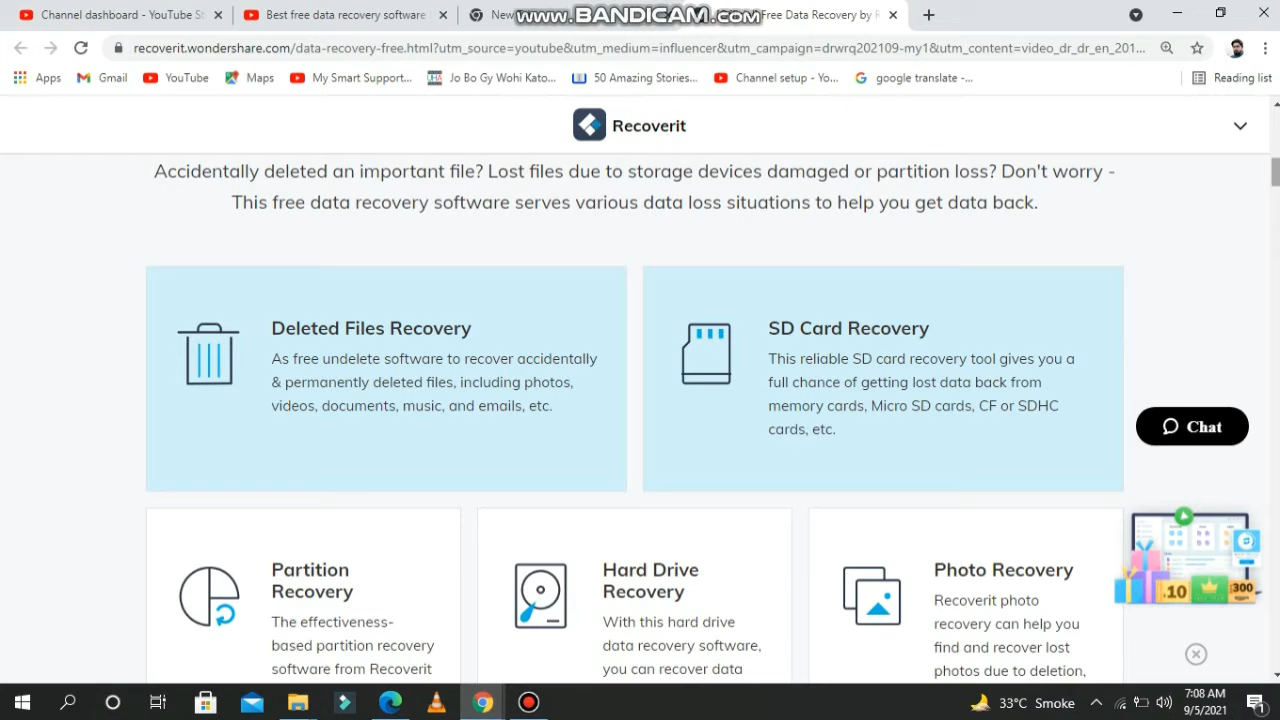 Channel dashboard - YouTube St
Best free data recovery software
New
www.BANDICAM.com
Free Data Recovery by R
recoverit.wondershare.com/data-recovery-free.html?utm_source=youtube&utm_medium=influencer&utm_campaign=drwrq202109-my1&utm_content=video_dr_dr_en_201...
Apps
Gmail
YouTube
Maps
My Smart Support...
Jo Bo Gy Wohi Kato...
50 Amazing Stories...
Channel setup - Yo...
google translate -...
Reading list
Recoverit
Accidentally deleted an important file? Lost files due to storage devices damaged or partition loss? Don't worry -
This free data recovery software serves various data loss situations to help you get data back.
Deleted Files Recovery
As free undelete software to recover accidentally
& permanently deleted files, including photos,
videos, documents, music, and emails, etc.
SD Card Recovery
This reliable SD card recovery tool gives you a
full chance of getting lost data back from
memory cards, Micro SD cards, CF or SDHC
cards, etc.
Chat
Partition
Recovery
The effectiveness-
based partition recovery
software from Recoverit
Hard Drive
Recovery
With this hard drive
data recovery software,
you can recover data
Photo Recovery
Recoverit photo
recovery can help you
find and recover lost
photos due to deletion,
10
300
33°C Smoke
7:08 AM
9/5/2021
1